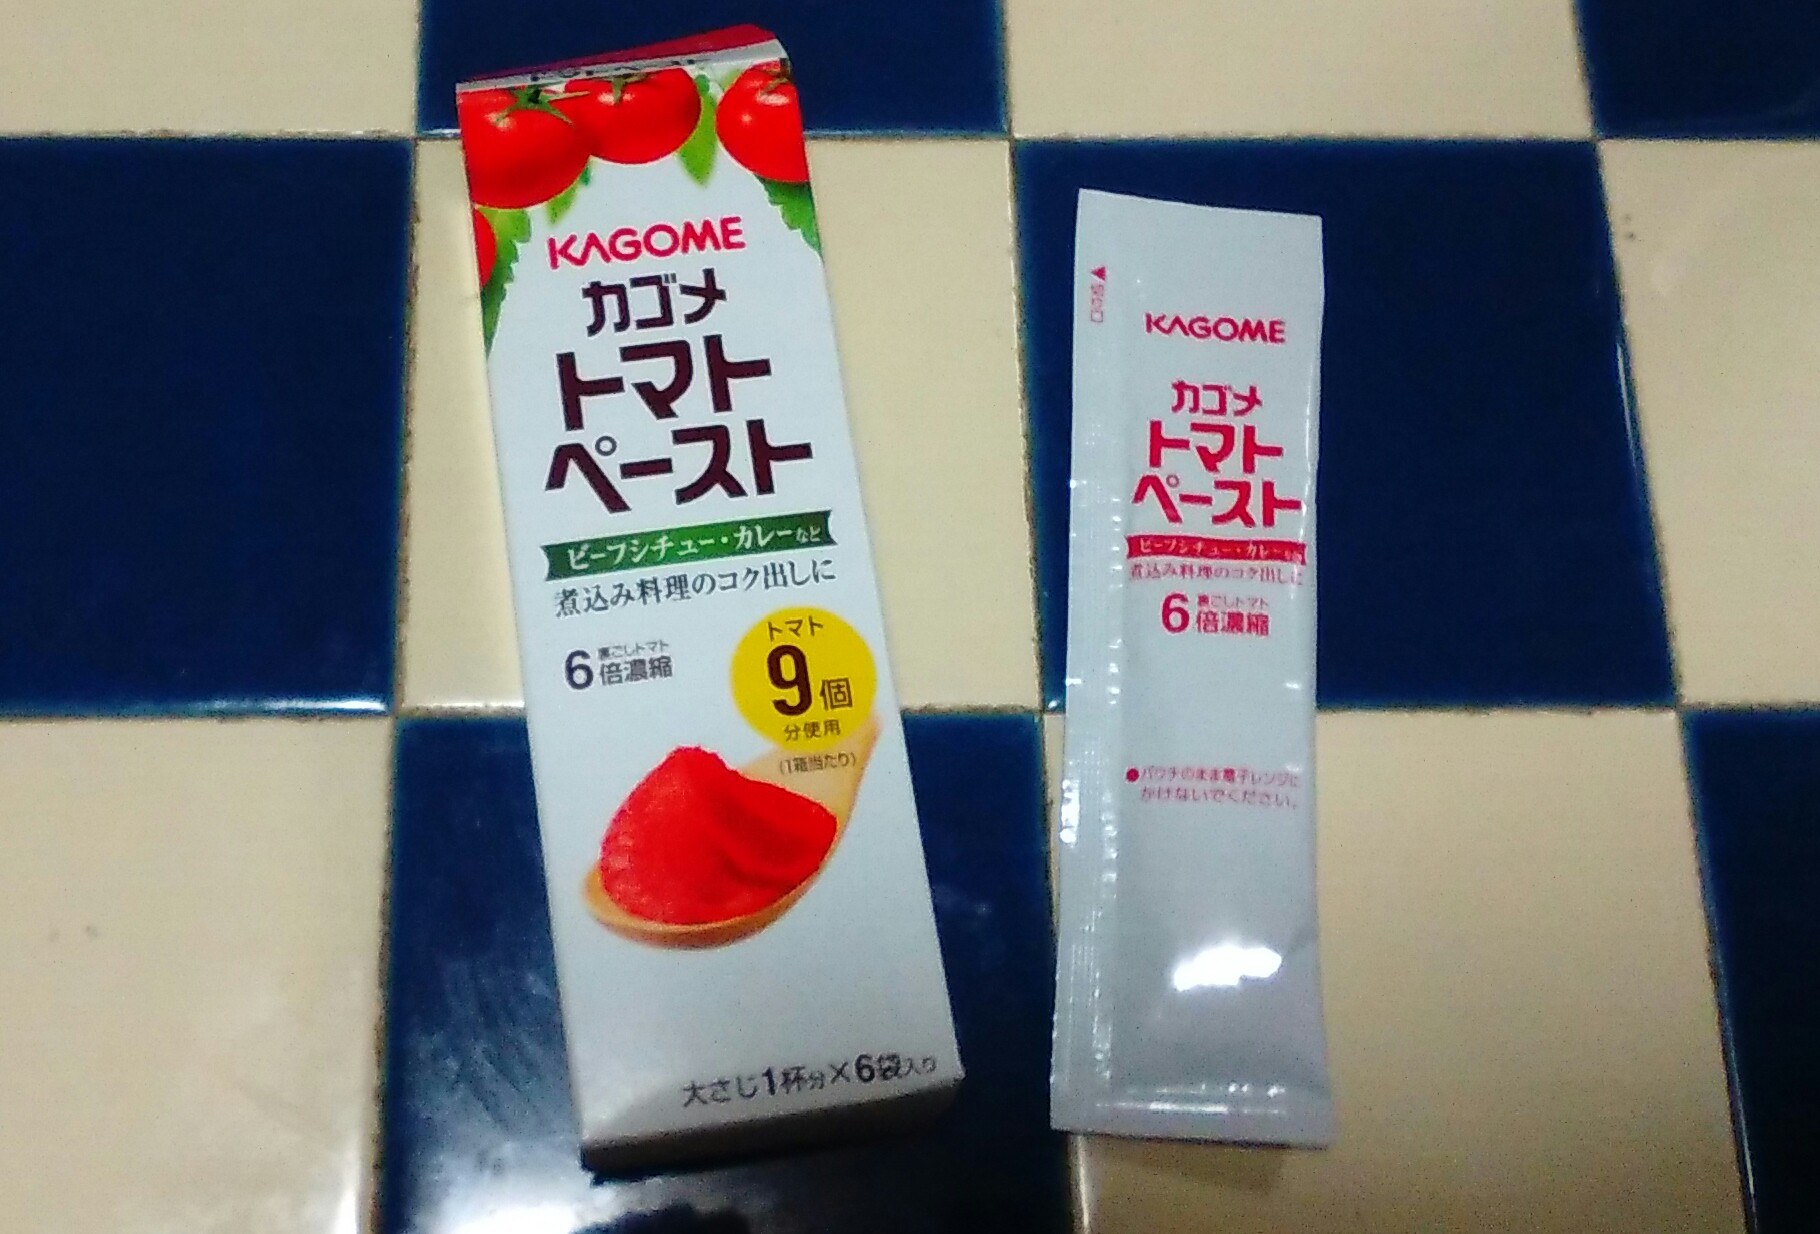 KAGOME
カゴメ
トマト
ペースト
ビーフシチュー・カレーなど
煮込み料理のコク出しに
裏ごしトマト
6倍濃縮
トマト
9個
分使用
(1箱当たり)
大さじ1杯分×6袋入り
KAGOME
カゴメ
トマト
ペースト
ビーフシチュー・カレーなど
煮込み料理のコク出しに
裏ごしトマト
6倍濃縮
●パウチのまま電子レンジに
かけないでください。